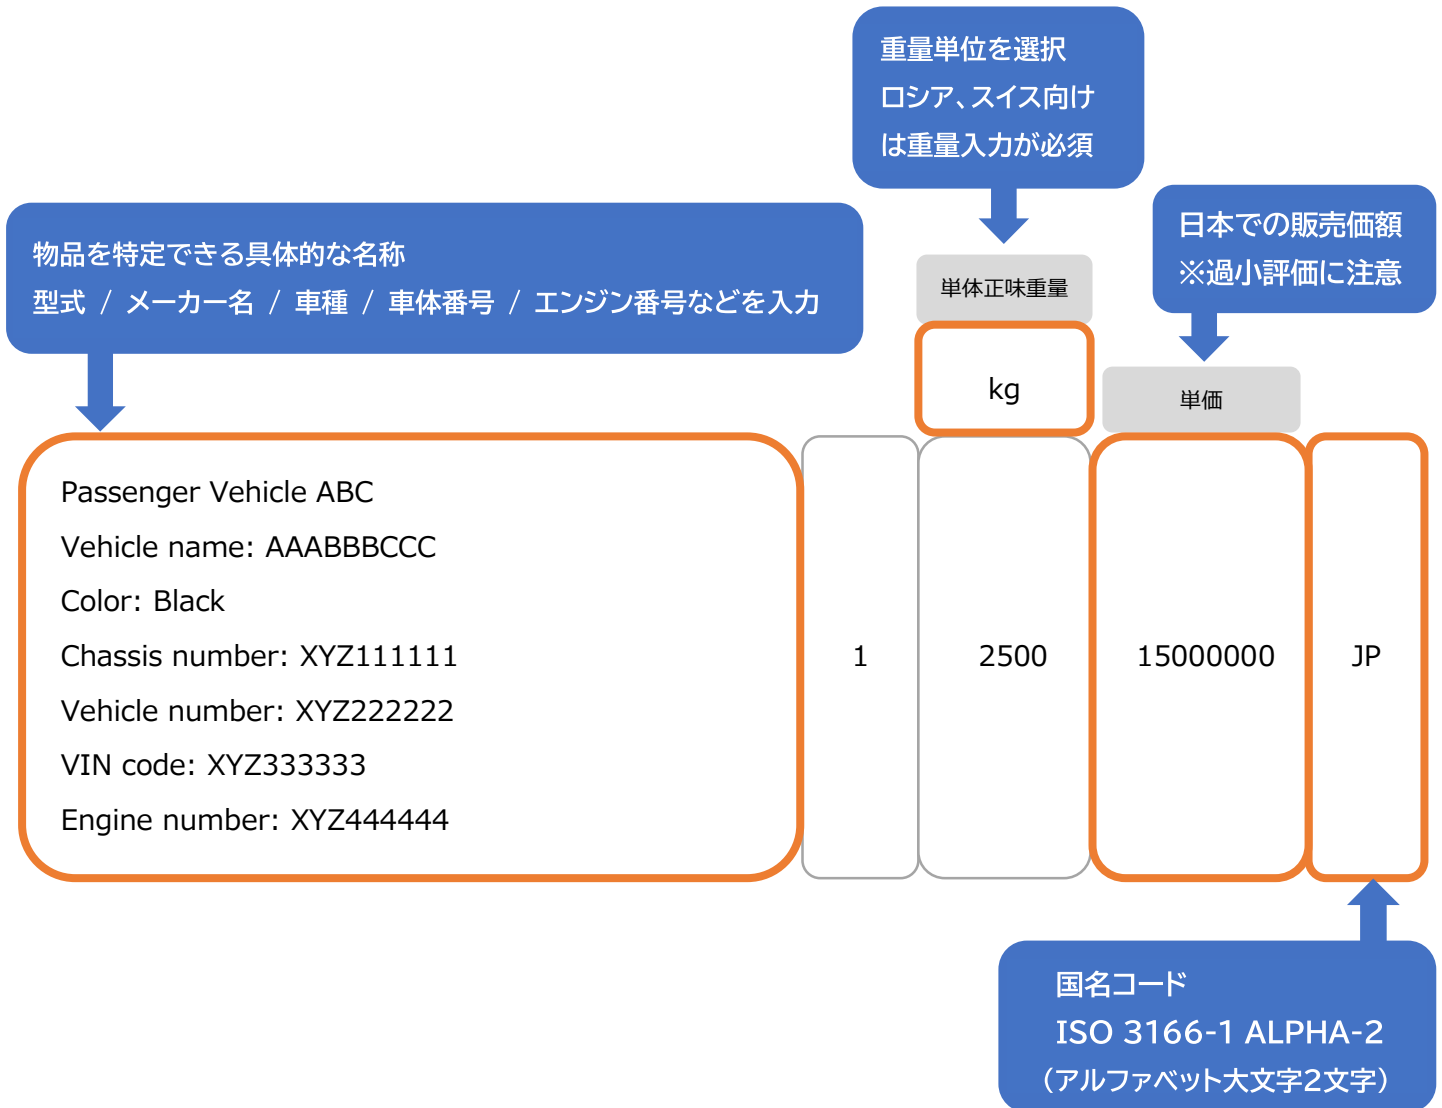 重量単位を選択
ロシア、スイス向け
は重量入力が必須
日本での販売価額
※過小評価に注意
物品を特定できる具体的な名称
型式 / メーカー名 / 車種 / 車体番号 / エンジン番号などを入力
単体正味重量
kg
単価
Passenger Vehicle ABC
Vehicle name: AAABBBCCC
Color: Black
Chassis number: XYZ111111
Vehicle number: XYZ222222
VIN code: XYZ333333
Engine number: XYZ444444
1
2500
15000000
JP
国名コード
ISO 3166-1 ALPHA-2
（アルファベット大文字2文字）